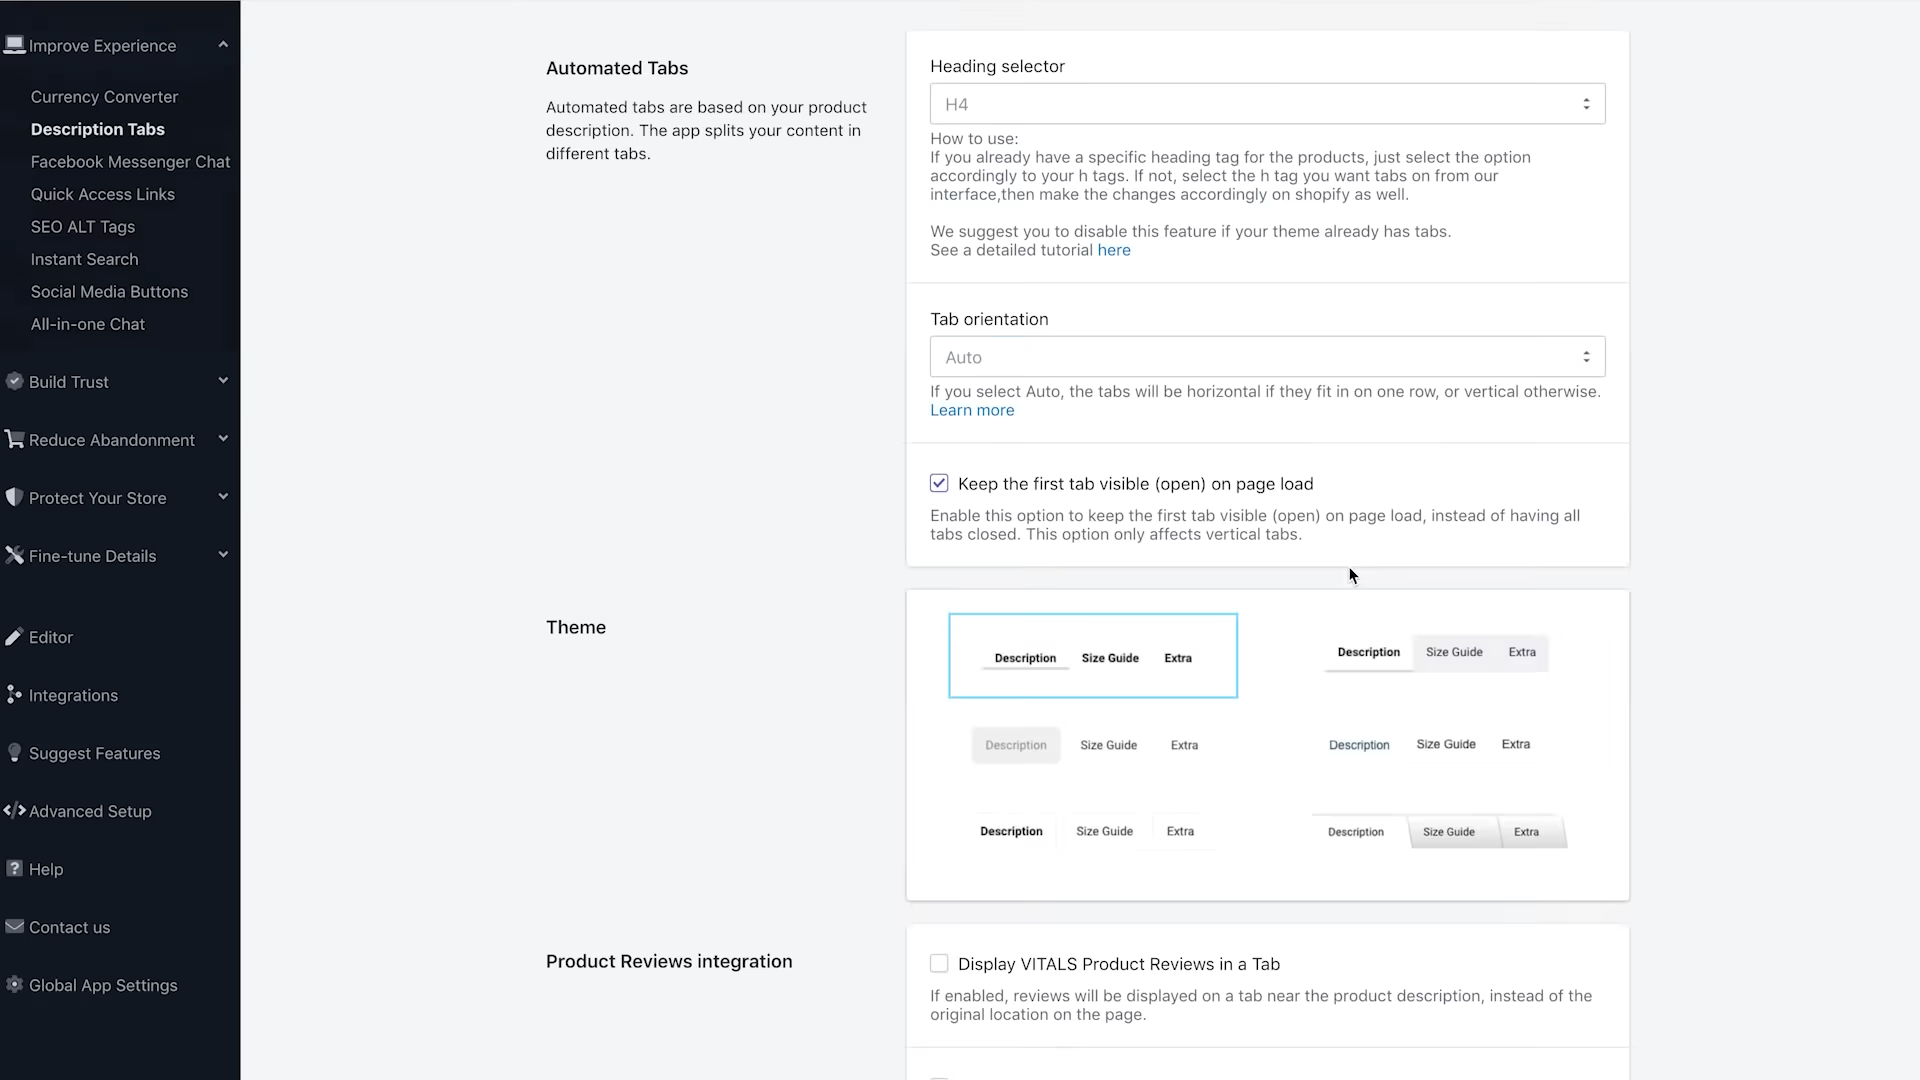 Improve Experience
Currency Converter
Description Tabs
Facebook Messenger Chat
Quick Access Links
SEO ALT Tags
Instant Search
Social Media Buttons
All-in-one Chat
Build Trust
Reduce Abandonment
Protect Your Store
Fine-tune Details
Editor
Integrations
Suggest Features
Advanced Setup
Help
Contact us
Global App Settings
Automated Tabs
Automated tabs are based on your product
description. The app splits your content in
different tabs.
Heading selector
H4
How to use:
If you already have a specific heading tag for the products, just select the option
accordingly to your h tags. If not, select the h tag you want tabs on from our
interface,then make the changes accordingly on shopify as well.
We suggest you to disable this feature if your theme already has tabs.
See a detailed tutorial here
Tab orientation
Auto
If you select Auto, the tabs will be horizontal if they fit in on one row, or vertical otherwise.
Learn more
Keep the first tab visible (open) on page load
Enable this option to keep the first tab visible (open) on page load, instead of having all
tabs closed. This option only affects vertical tabs.
Theme
Description Size Guide Extra
Description Size Guide Extra
Description Size Guide Extra
Description Size Guide Extra
Description Size Guide Extra
Description Size Guide Extra
Product Reviews integration
Display VITALS Product Reviews in a Tab
If enabled, reviews will be displayed on a tab near the product description, instead of the
original location on the page.